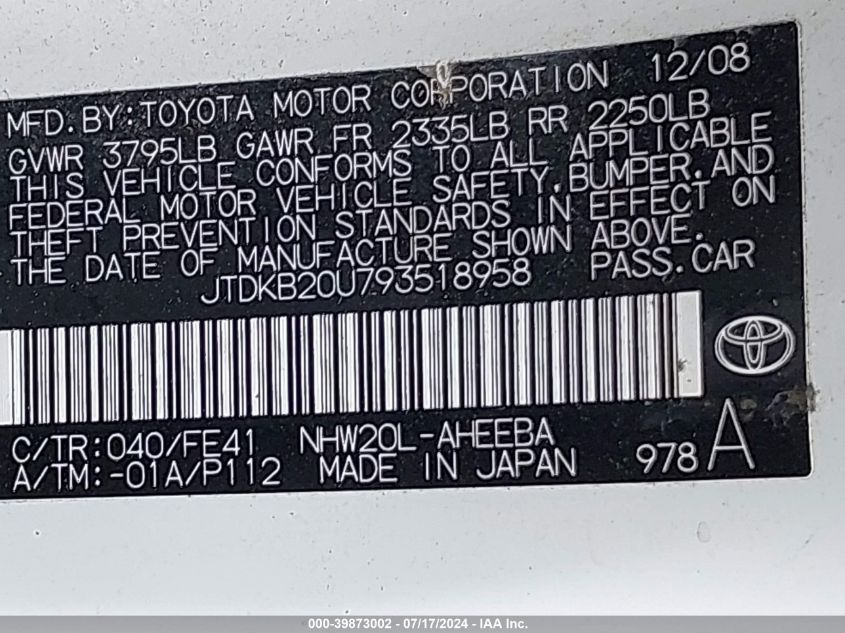 MFD. BY: TOYOTA MOTOR CORPORATION 12/08
GVWR 3795LB GAWR FR 2335LB RR 2250LB
THIS VEHICLE CONFORMS TO ALL APPLICABLE
FEDERAL MOTOR VEHICLE SAFETY, BUMPER, AND
THEFT PREVENTION STANDARDS IN EFFECT ON
THE DATE OF MANUFACTURE SHOWN ABOVE.
JTDKB20U793518958 PASS. CAR
C/TR: 040/FE41 NHW20L-AHEEBA
A/TM: -01A/P112 MADE IN JAPAN 978 A
000-39873002 - 07/17/2024 - IAA Inc.